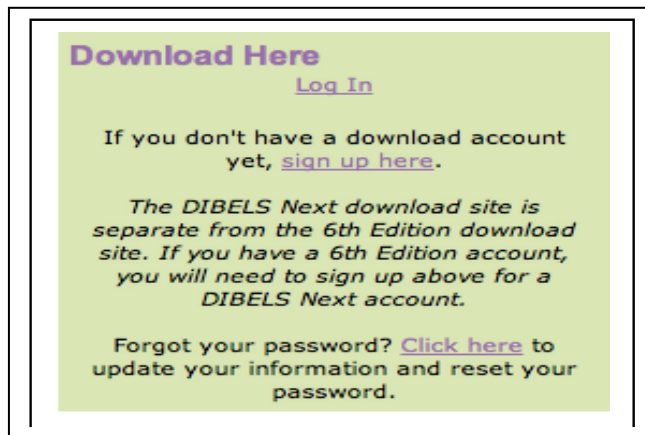 Download Here
Log In
If you don't have a download account
yet, sign up here.
The DIBELS Next download site is
separate from the 6th Edition download
site. If you have a 6th Edition account,
you will need to sign up above for a
DIBELS Next account.
Forgot your password? Click here to
update your information and reset your
password.